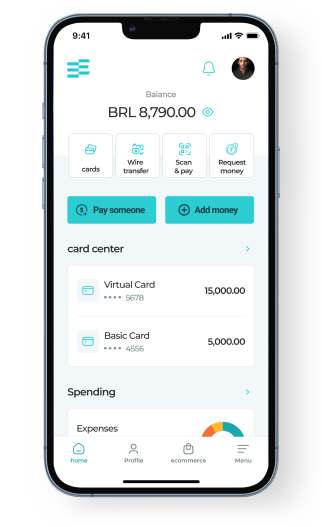 9:41
Balance
BRL 8,790.00
cards
Wire
transfer
Scan
& pay
Request
money
Pay someone
Add money
card center
Virtual Card
•••• 5678
15,000.00
Basic Card
•••• 4556
5,000.00
Spending
Expenses
home
Profile
ecommerce
Menu